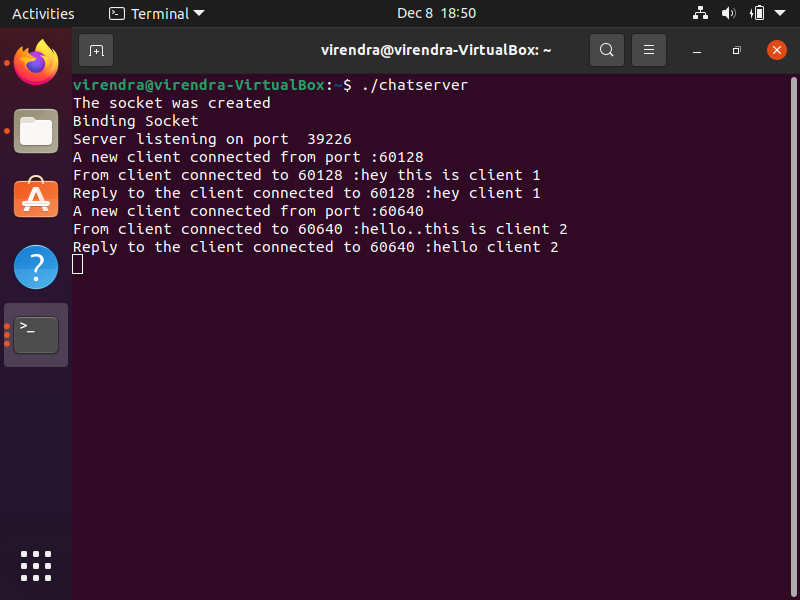 Activities
Terminal
Dec 8 18:50
virendra@virendra-VirtualBox: ~
virendra@virendra-VirtualBox:~$ ./chatserver
The socket was created
Binding Socket
Server listening on port  39226
A new client connected from port :60128
From client connected to 60128 :hey this is client 1
Reply to the client connected to 60128 :hey client 1
A new client connected from port :60640
From client connected to 60640 :hello..this is client 2
Reply to the client connected to 60640 :hello client 2